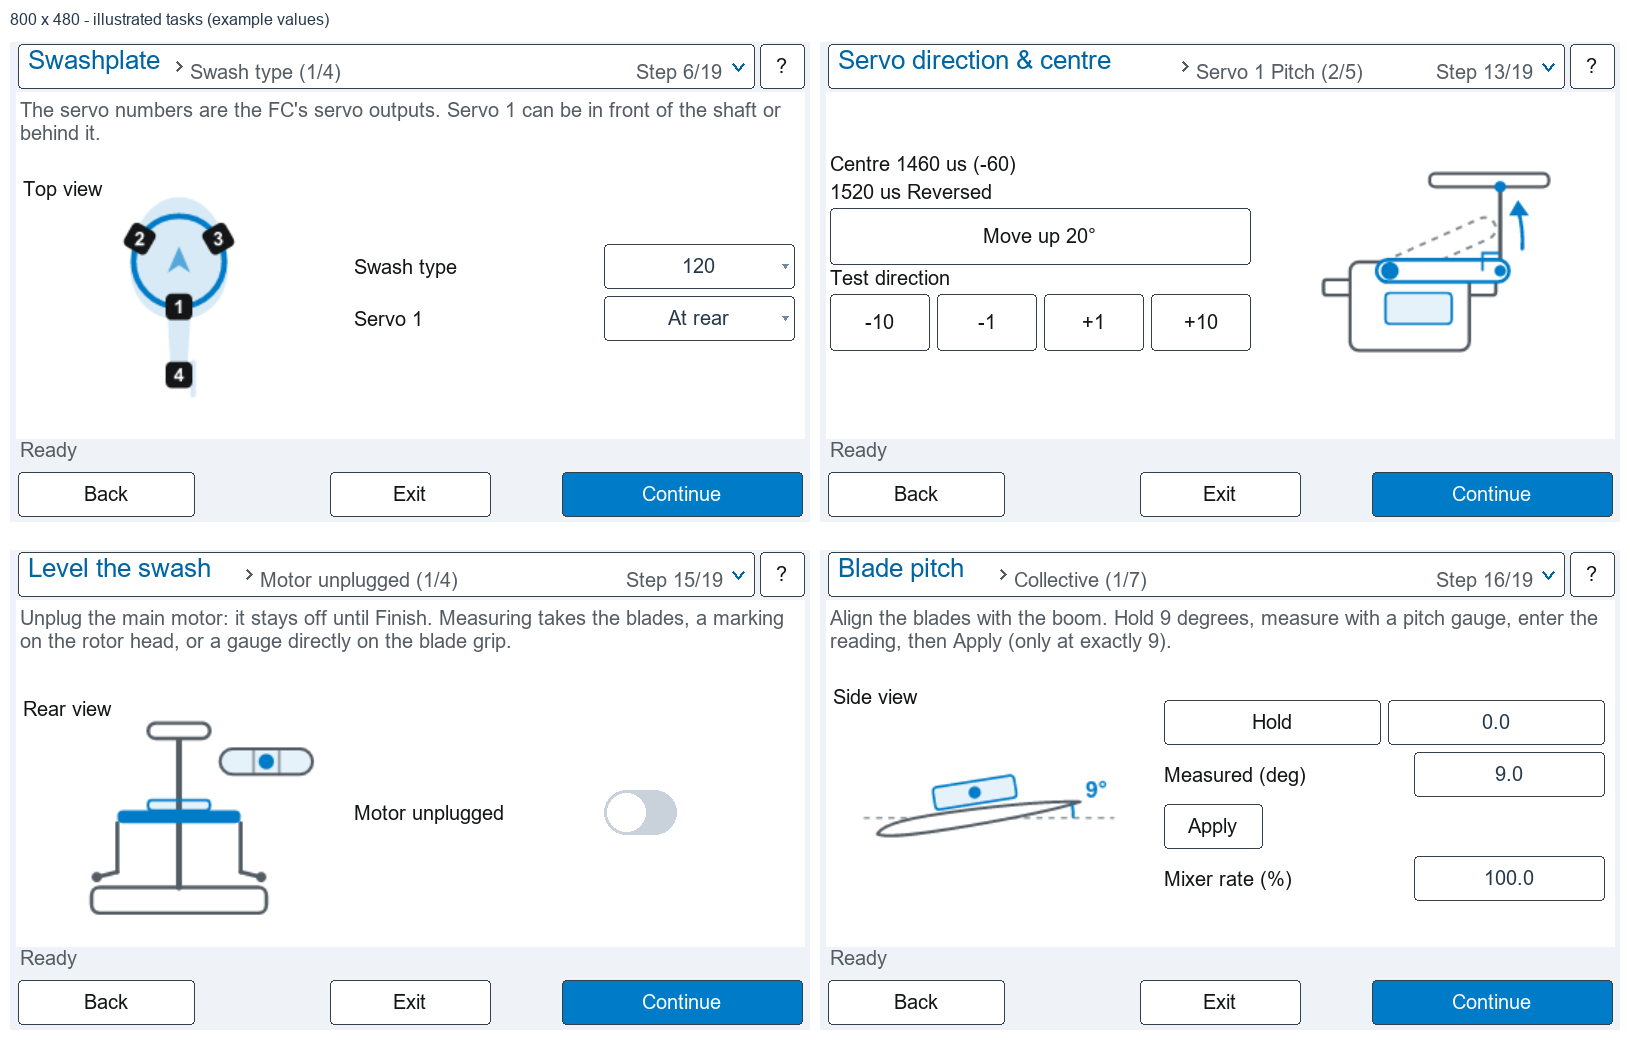 800 x 480 - illustrated tasks (example values)
Swashplate > Swash type (1/4) Step 6/19 ?
The servo numbers are the FC's servo outputs. Servo 1 can be in front of the shaft or
behind it.
Top view
2 3
1
4
Swash type 120
Servo 1 At rear
Ready
Back Exit Continue
Servo direction & centre > Servo 1 Pitch (2/5) Step 13/19 ?
Centre 1460 us (-60)
1520 us Reversed
Move up 20°
Test direction
-10 -1 +1 +10
Ready
Back Exit Continue
Level the swash > Motor unplugged (1/4) Step 15/19 ?
Unplug the main motor: it stays off until Finish. Measuring takes the blades, a marking
on the rotor head, or a gauge directly on the blade grip.
Rear view
Motor unplugged
Ready
Back Exit Continue
Blade pitch > Collective (1/7) Step 16/19 ?
Align the blades with the boom. Hold 9 degrees, measure with a pitch gauge, enter the
reading, then Apply (only at exactly 9).
Side view
9°
Hold 0.0
Measured (deg) 9.0
Apply
Mixer rate (%) 100.0
Ready
Back Exit Continue